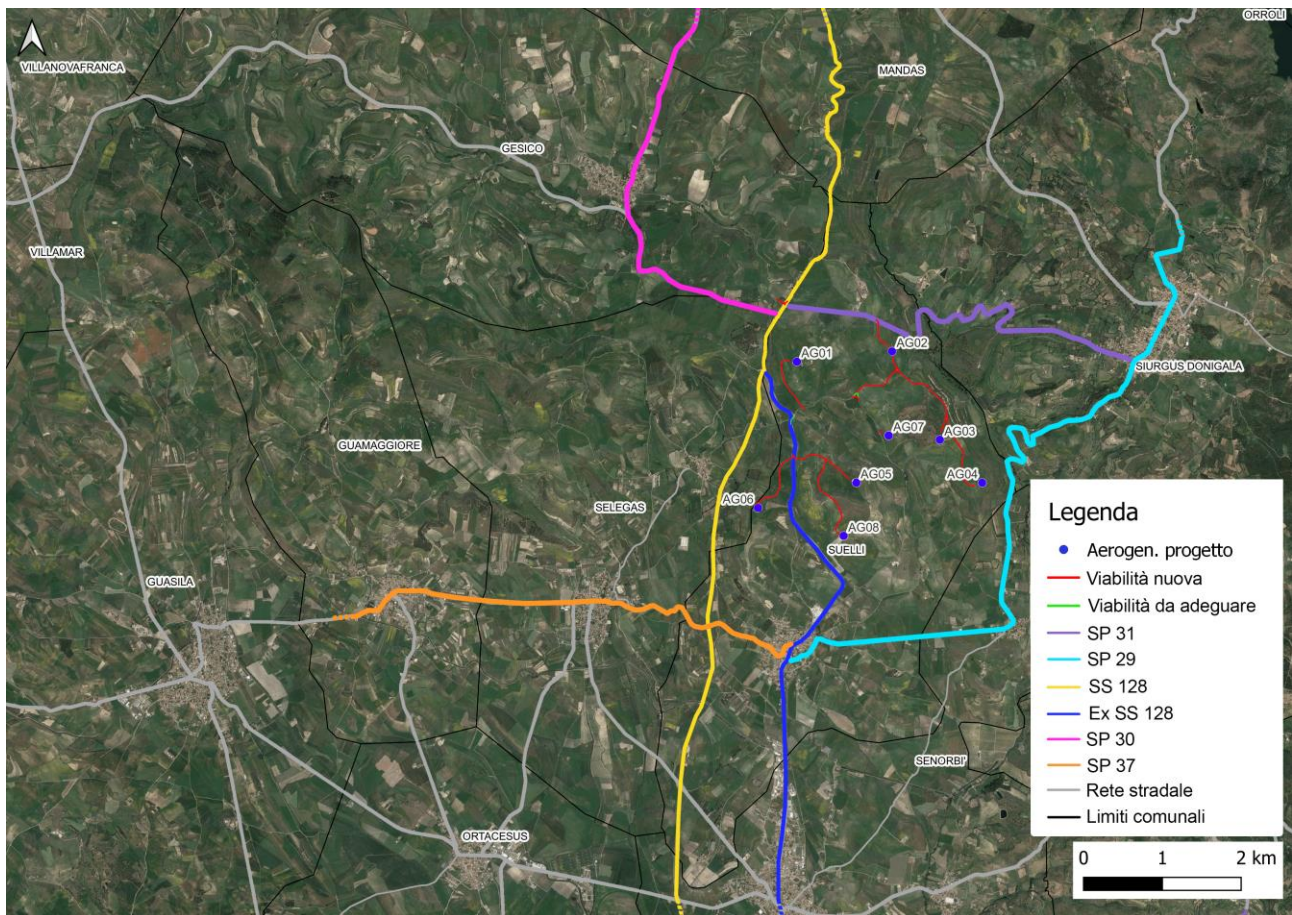 ORROLI
VILLANOVAFRANCA
MANDAS
GESICO
VILLAMAR
AG02
AG01
SIURGUS DONIGALA
AG07
AG03
GUAMAGGIORE
AG05
AG04
AG06
SELEGAS
AG08
SUELLI
GUASILA
SENORBI'
ORTACESUS
Legenda
Aerogen. progetto
Viabilità nuova
Viabilità da adeguare
SP 31
SP 29
SS 128
Ex SS 128
SP 30
SP 37
Rete stradale
Limiti comunali
0 1 2 km